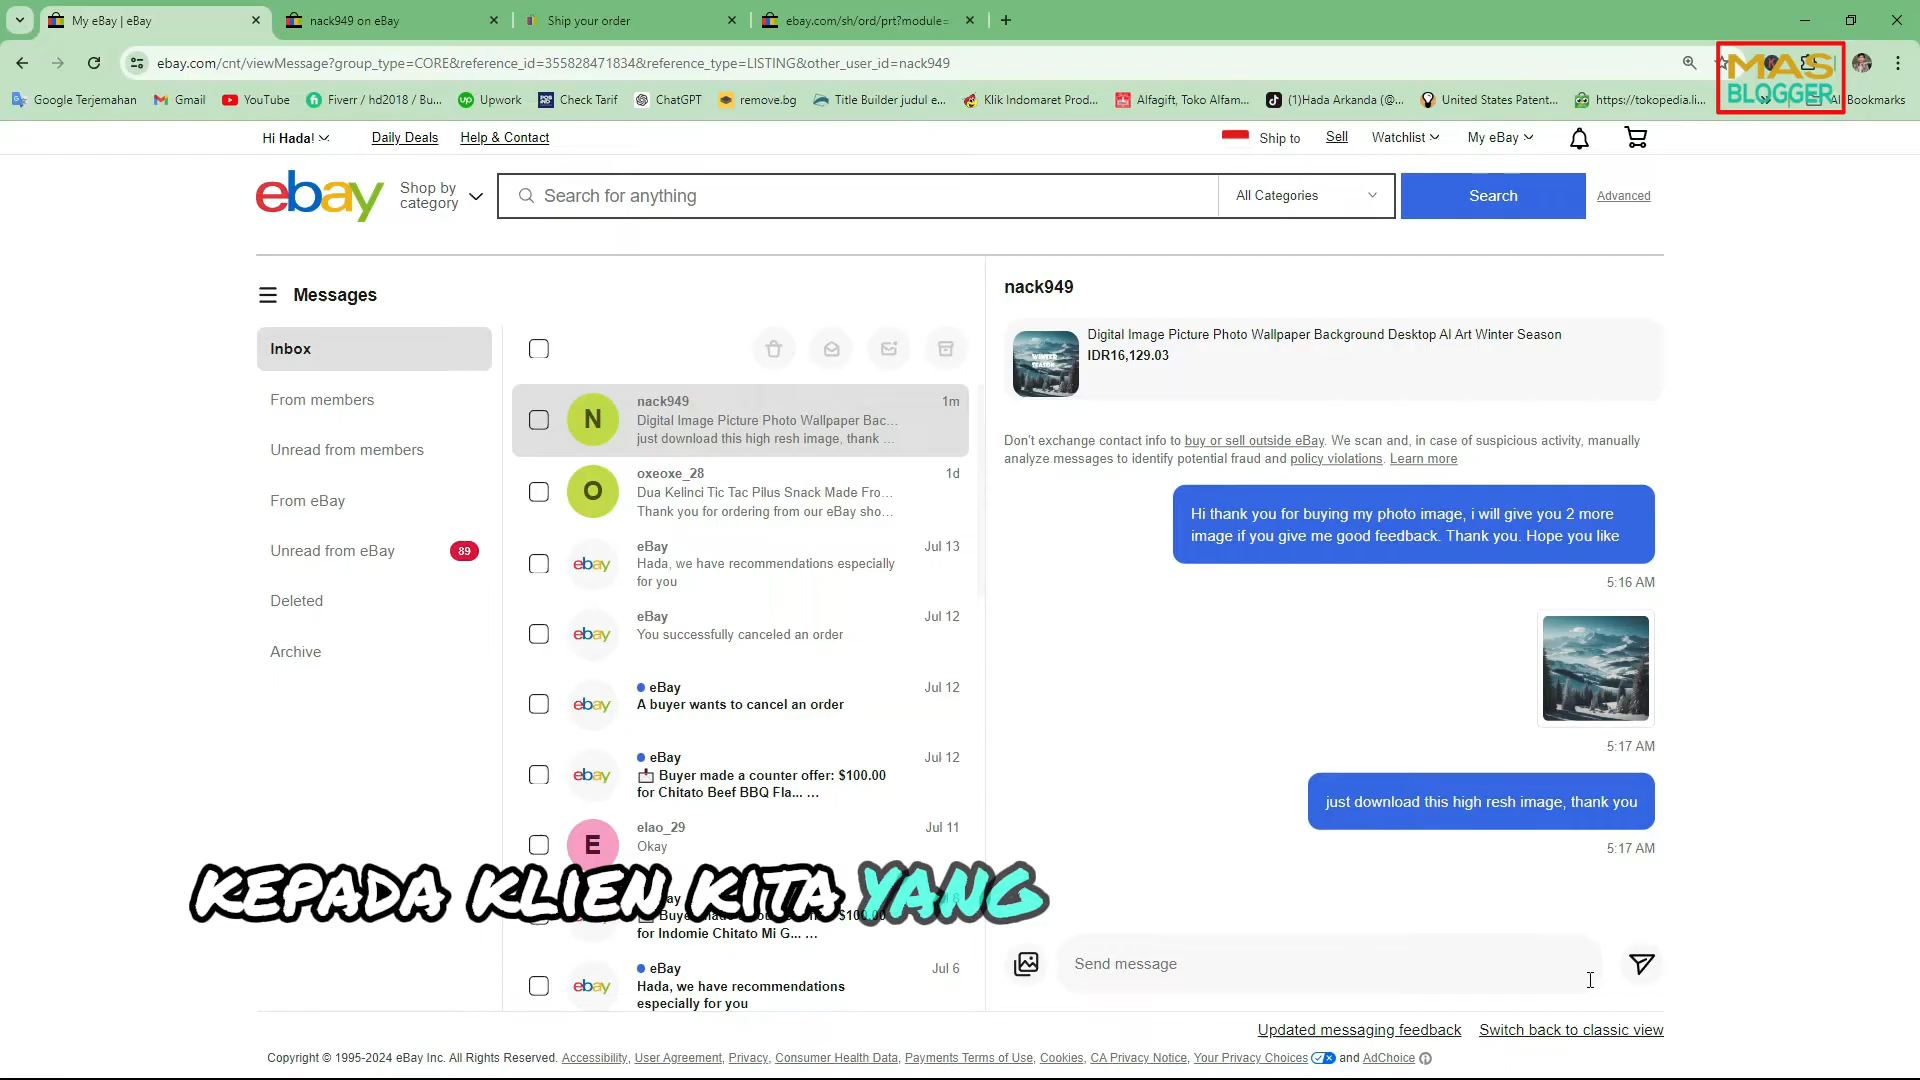 My eBay | eBay
nack949 on eBay
Ship your order
ebay.com/sh/ord/prt?module=
ebay.com/cnt/viewMessage?group_type=CORE&reference_id=355828471834&reference_type=LISTING&other_user_id=nack949
MAS
BLOGGER
Google Terjemahan
Gmail
YouTube
Fiverr / hd2018 / Bu...
Upwork
Check Tarif
ChatGPT
remove.bg
Title Builder judul e...
Klik Indomaret Prod...
Alfagift, Toko Alfam...
(1)Hada Arkanda (@...
United States Patent...
https://tokopedia.li...
Bookmarks
Hi Hada!
Daily Deals
Help & Contact
Ship to
Sell
Watchlist
My eBay
ebay
Shop by
category
Search for anything
All Categories
Search
Advanced
Messages
Inbox
From members
Unread from members
From eBay
Unread from eBay
89
Deleted
Archive
N
nack949
1m
Digital Image Picture Photo Wallpaper Bac...
just download this high resh image, thank ...
O
oxeoxe_28
1d
Dua Kelinci Tic Tac Pilus Snack Made Fro...
Thank you for ordering from our eBay sho...
ebay
eBay
Jul 13
Hada, we have recommendations especially
for you
ebay
eBay
Jul 12
You successfully canceled an order
ebay
eBay
Jul 12
A buyer wants to cancel an order
ebay
eBay
Jul 12
Buyer made a counter offer: $100.00
for Chitato Beef BBQ Fla... ...
E
elao_29
Jul 11
Okay
for Indomie Chitato Mi G... ...
ebay
eBay
Jul 6
Hada, we have recommendations
especially for you
KEPADA KLIEN KITA YANG
nack949
WINTER
SEASON
Digital Image Picture Photo Wallpaper Background Desktop AI Art Winter Season
IDR16,129.03
Don't exchange contact info to buy or sell outside eBay. We scan and, in case of suspicious activity, manually
analyze messages to identify potential fraud and policy violations. Learn more
Hi thank you for buying my photo image, i will give you 2 more
image if you give me good feedback. Thank you. Hope you like
5:16 AM
5:17 AM
just download this high resh image, thank you
5:17 AM
Send message
Updated messaging feedback
Switch back to classic view
Copyright © 1995-2024 eBay Inc. All Rights Reserved. Accessibility, User Agreement, Privacy, Consumer Health Data, Payments Terms of Use, Cookies, CA Privacy Notice, Your Privacy Choices and AdChoice